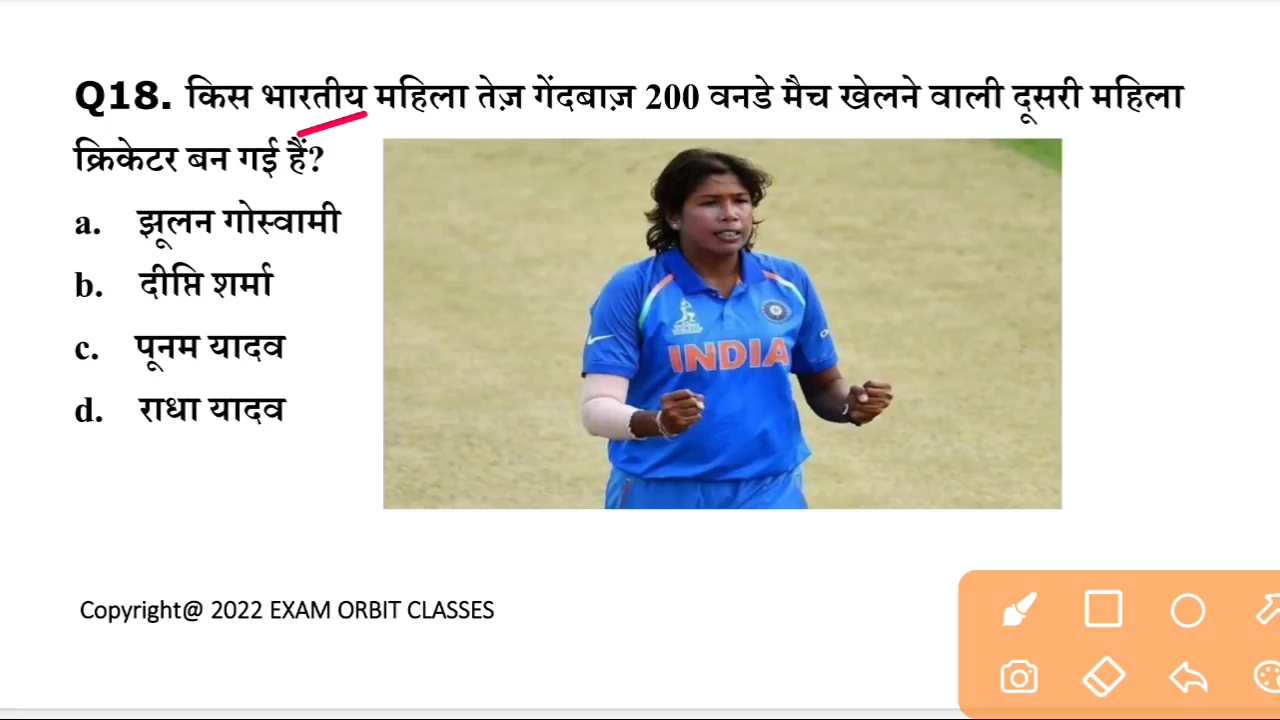 Q18. किस भारतीय महिला तेज़ गेंदबाज़ 200 वनडे मैच खेलने वाली दूसरी महिला
क्रिकेटर बन गई हैं?
a. झूलन गोस्वामी
b. दीप्ति शर्मा
c. पूनम यादव
d. राधा यादव
INDIA
Copyright@ 2022 EXAM ORBIT CLASSES